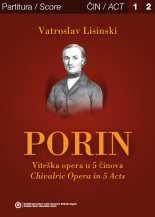 Partitura / Score
ČIN / ACT 1 2
Vatroslav Lisinski
PORIN
Viteška opera u 5 činova
Chivalric Opera in 5 Acts